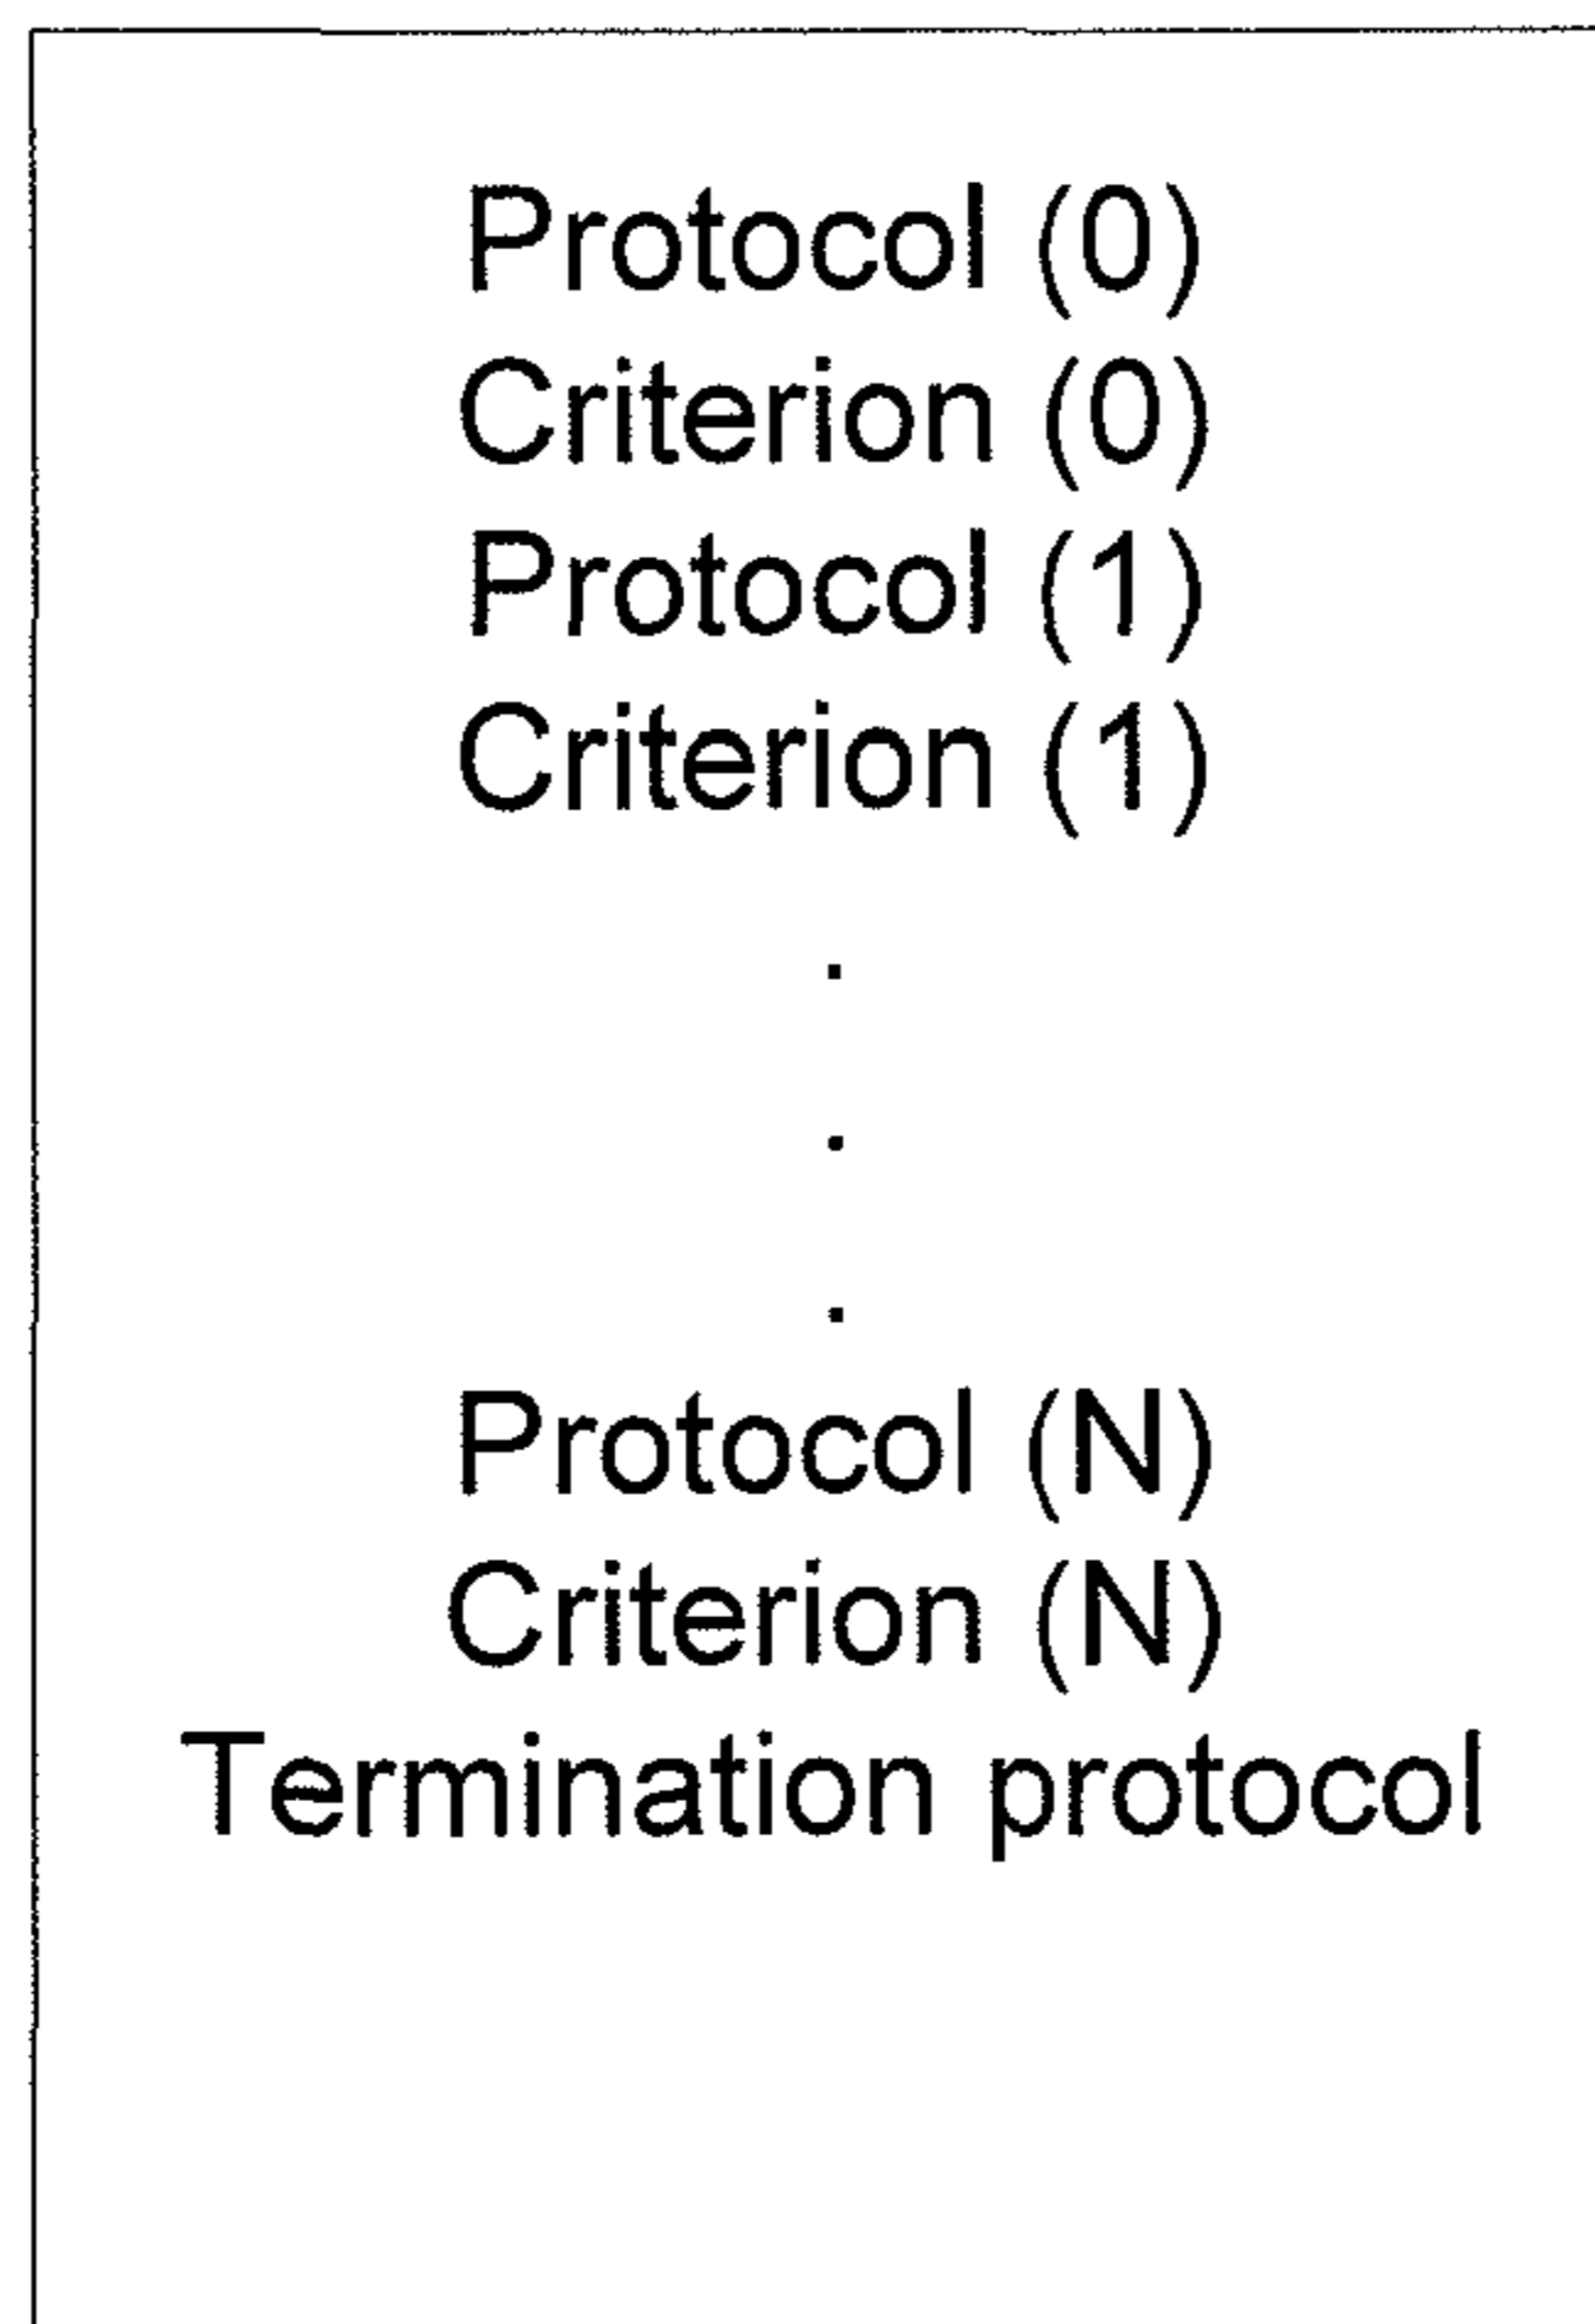 Protocol (0)
Criterion (0)
Protocol (1)
Criterion (1)
.
.
.
Protocol (N)
Criterion (N)
Termination protocol